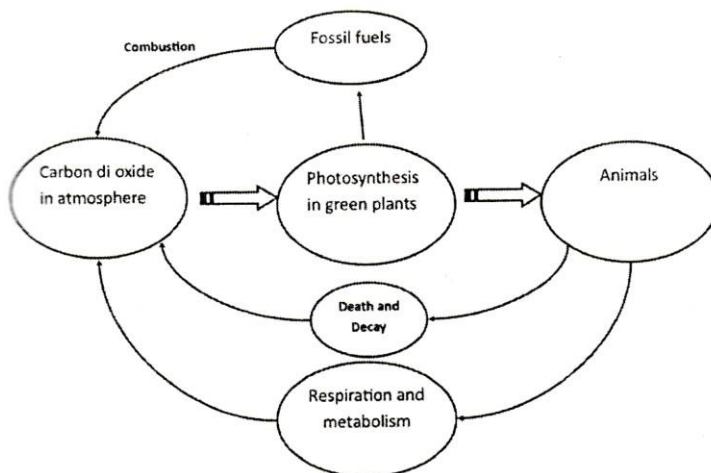 Fossil fuels
Combustion
Carbon di oxide
in atmosphere
Photosynthesis
in green plants
Animals
Death and
Decay
Respiration and
metabolism